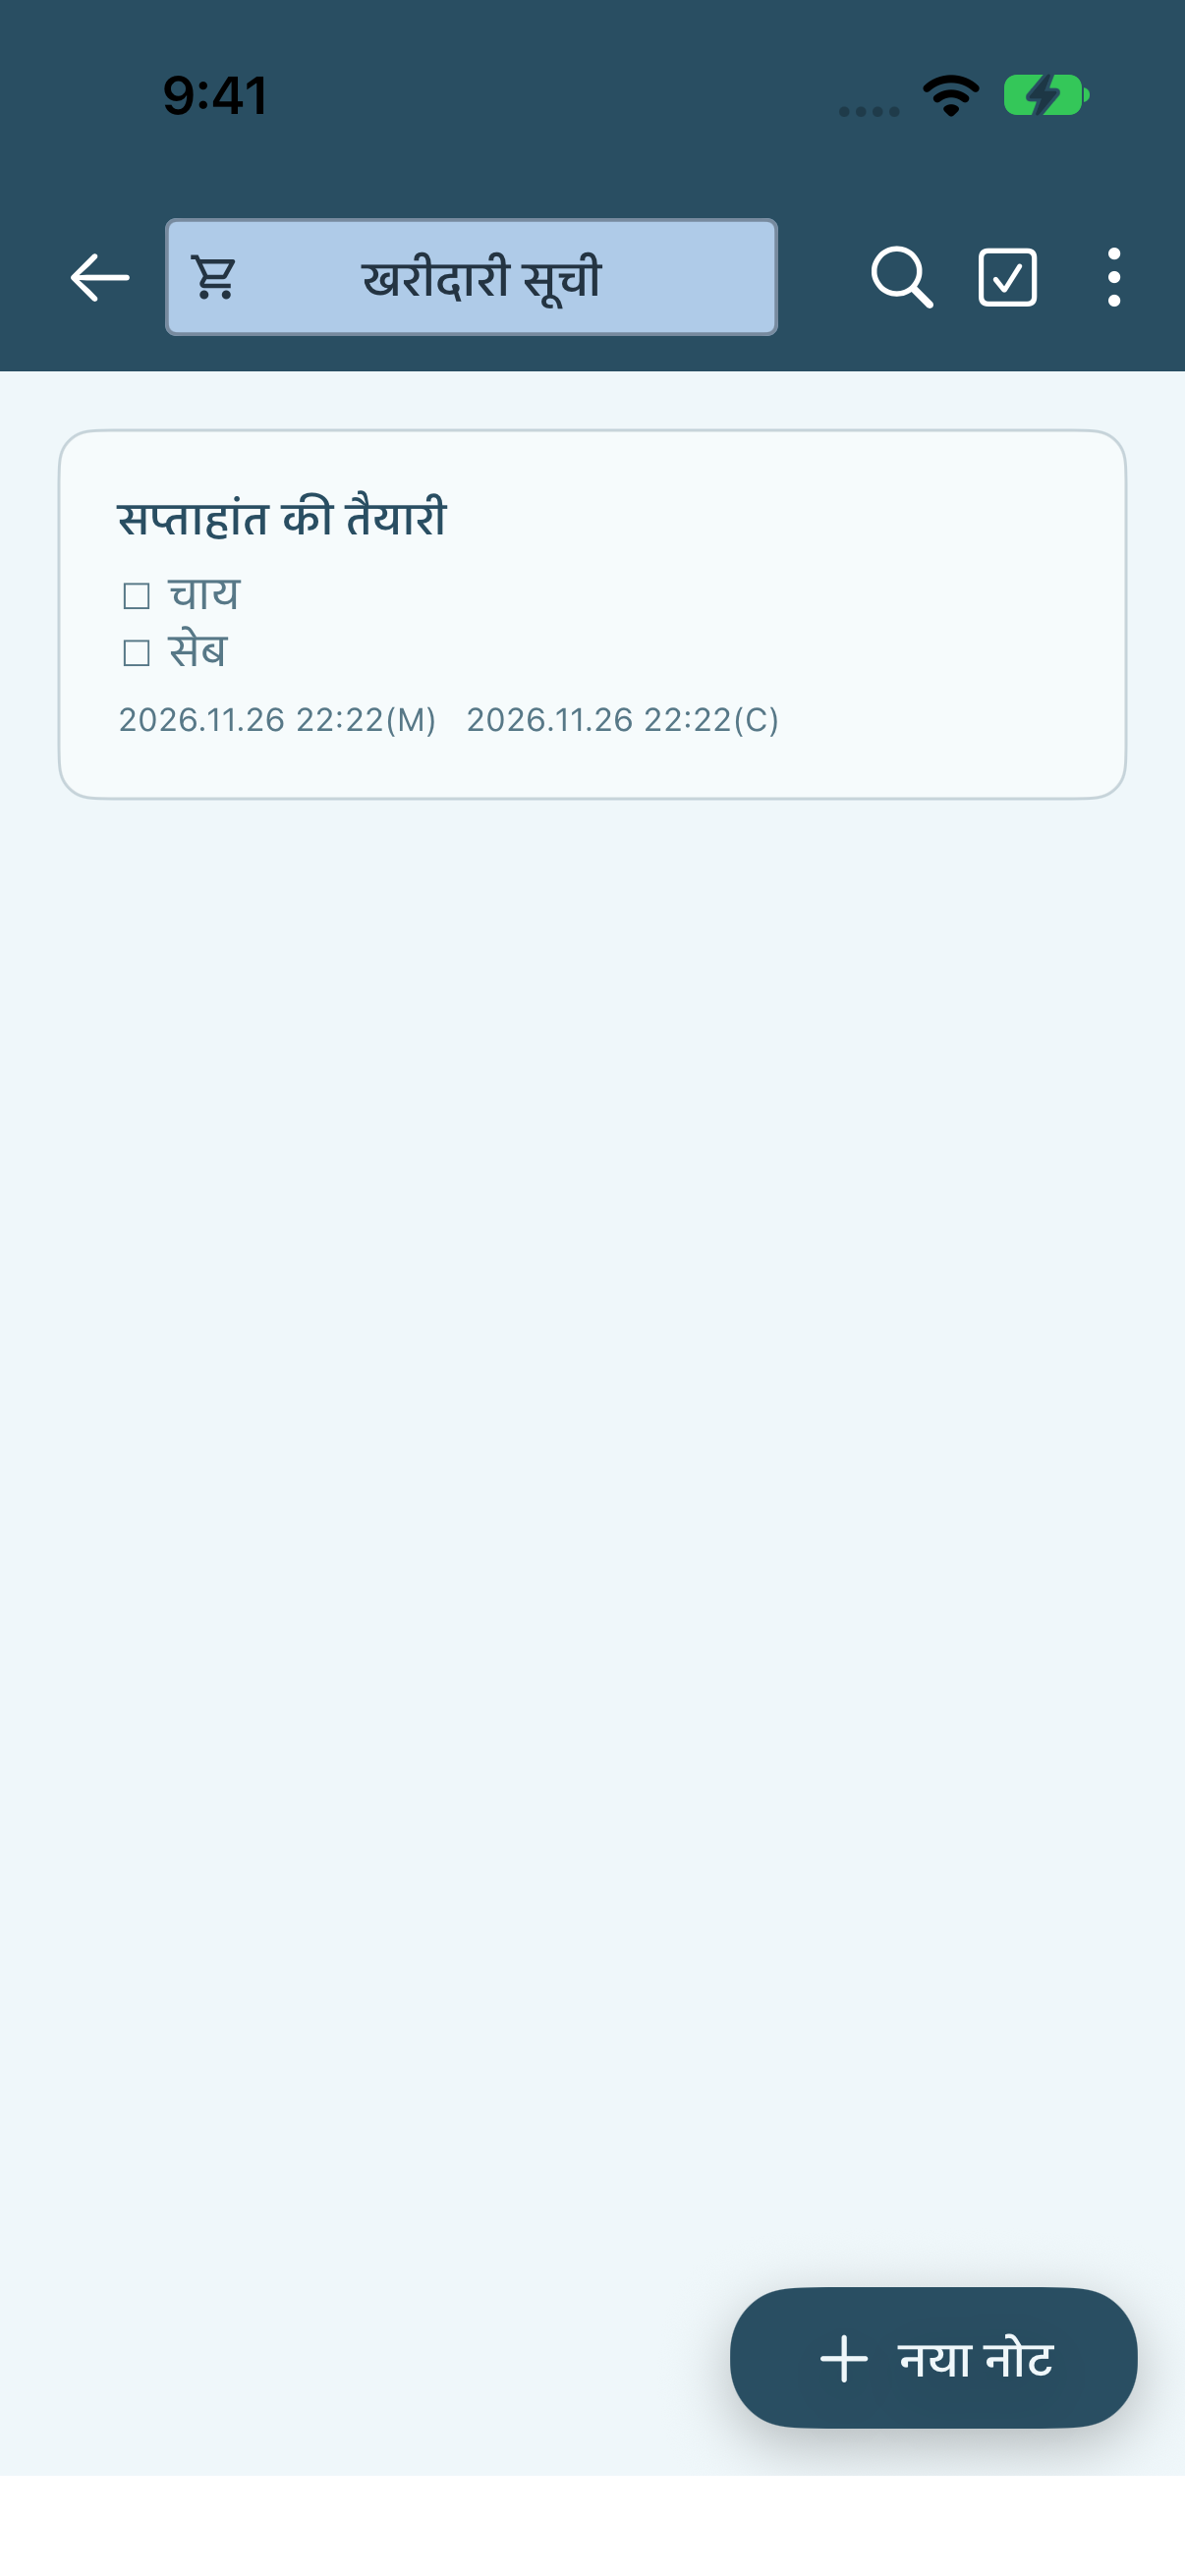 9:41
खरीदारी सूची
सप्ताहांत की तैयारी
☐ चाय
☐ सेब
2026.11.26 22:22(M) 2026.11.26 22:22(C)
नया नोट